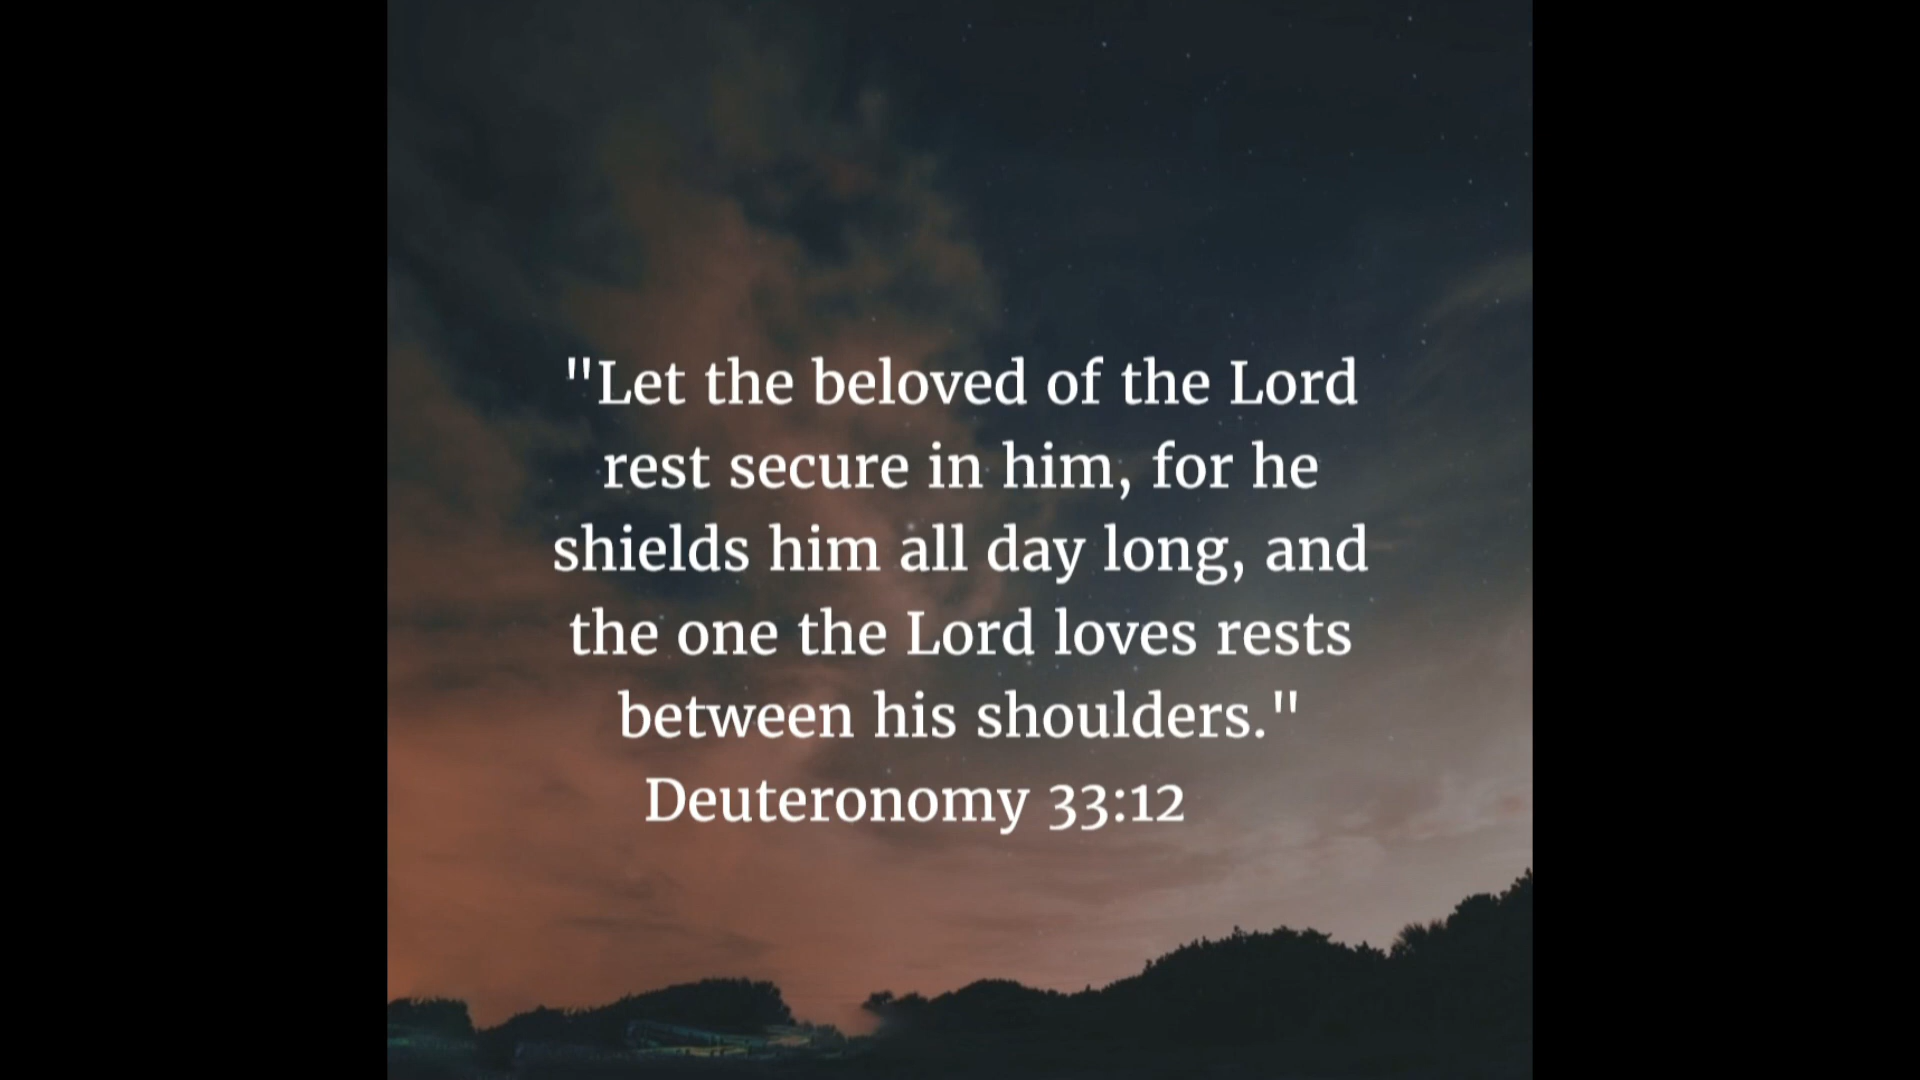 "Let the beloved of the Lord
rest secure in him, for he
shields him all day long, and
the one the Lord loves rests
between his shoulders."
Deuteronomy 33:12